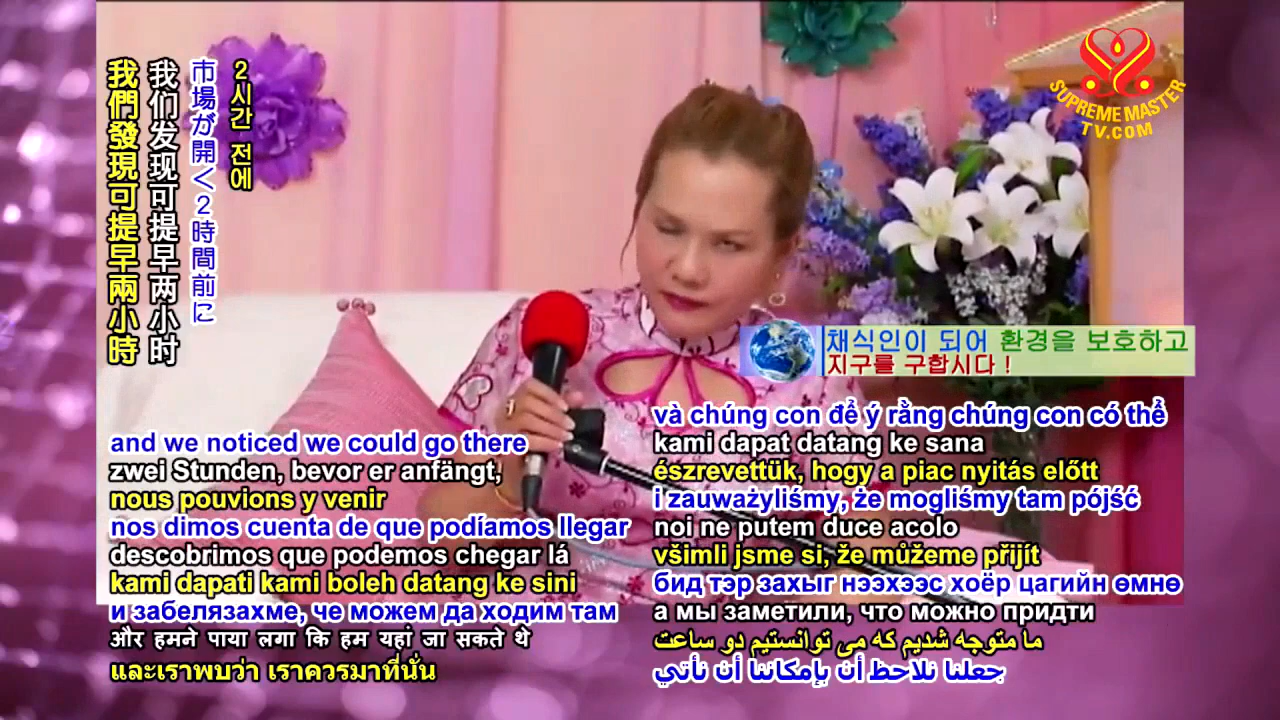 我們發現可提早兩小時
我们发现可提早两小时
市場が開く2時間前に
2시간 전에
SUPREME MASTER
TV.COM
채식인이 되어 환경을 보호하고
지구를 구합시다 !
and we noticed we could go there
zwei Stunden, bevor er anfängt,
nous pouvions y venir
nos dimos cuenta de que podíamos llegar
descobrimos que podemos chegar lá
kami dapati kami boleh datang ke sini
и забелязахме, че можем да ходим там
और हमने पाया लगा कि हम यहां जा सकते थे
และเราพบว่า เราควรมาที่นั่น
và chúng con để ý rằng chúng con có thể
kami dapat datang ke sana
észrevettük, hogy a piac nyitás előtt
i zauważyliśmy, że mogliśmy tam pójść
noi ne putem duce acolo
všimli jsme si, že můžeme přijít
бид тэр захыг нээхээс хоёр цагийн өмнө
а мы заметили, что можно придти
ما متوجه شدیم که می توانستیم دو ساعت
جعلنا نلاحظ أن بإمكاننا أن نأتي